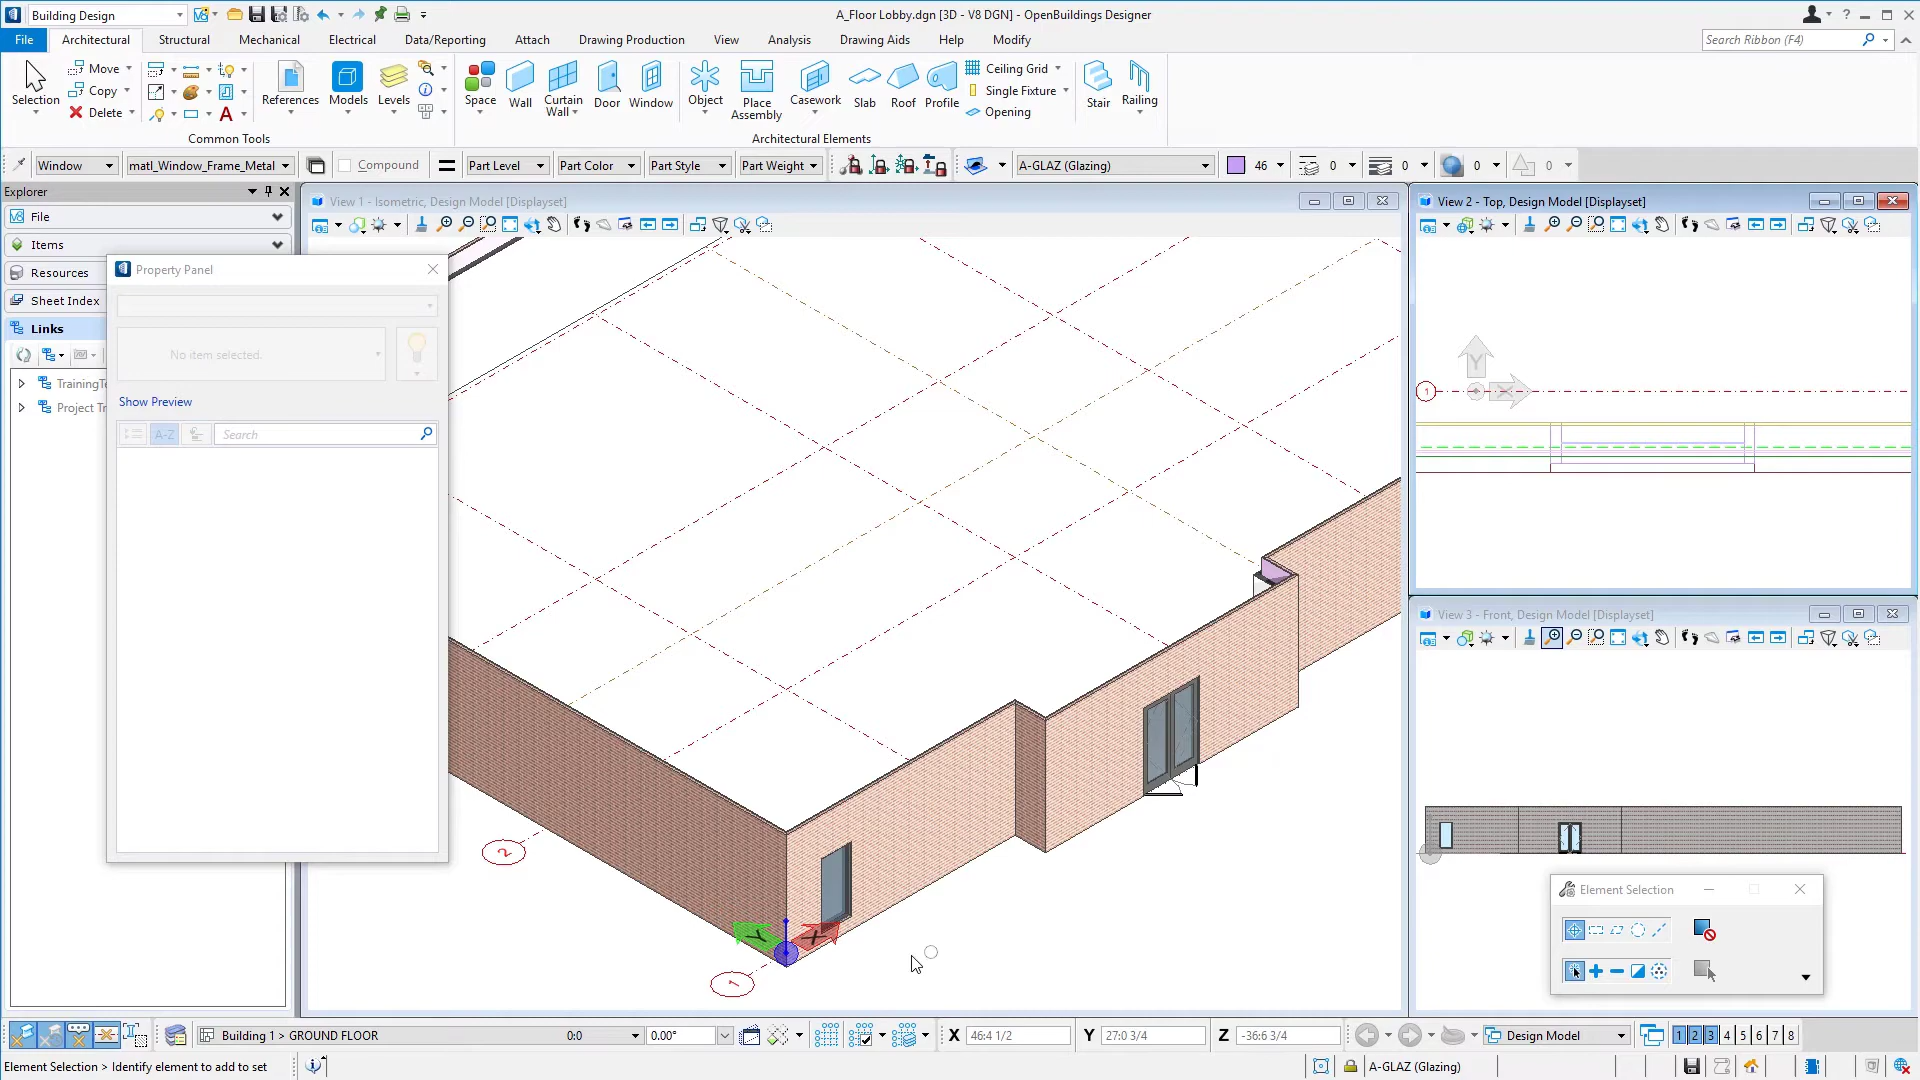 Building Design
A_Floor Lobby.dgn [3D - V8 DGN] - OpenBuildings Designer
File Architectural Structural Mechanical Electrical Data/Reporting Attach Drawing Production View Analysis Drawing Aids Help Modify
Search Ribbon (F4)
Selection
Move
Copy
Delete
References Models Levels
Common Tools
Space Wall Curtain Wall Door Window Object Place Assembly Casework Slab Roof Profile
Ceiling Grid
Single Fixture
Opening
Stair Railing
Architectural Elements
Window matl_Window_Frame_Metal Compound Part Level Part Color Part Style Part Weight A-GLAZ (Glazing) 46 0 0 0 0
Explorer
File
Items
Resources
Sheet Index
Links
TrainingTe
Project Tr
Property Panel
No item selected.
Show Preview
A-Z Search
View 1 - Isometric, Design Model [Displayset]
2
1
Y X
View 2 - Top, Design Model [Displayset]
Y
X
1
View 3 - Front, Design Model [Displayset]
Element Selection
Building 1 > GROUND FLOOR 0:0 0.00° X 46:4 1/2 Y 27:0 3/4 Z -36:6 3/4 Design Model 1 2 3 4 5 6 7 8
Element Selection > Identify element to add to set
A-GLAZ (Glazing)